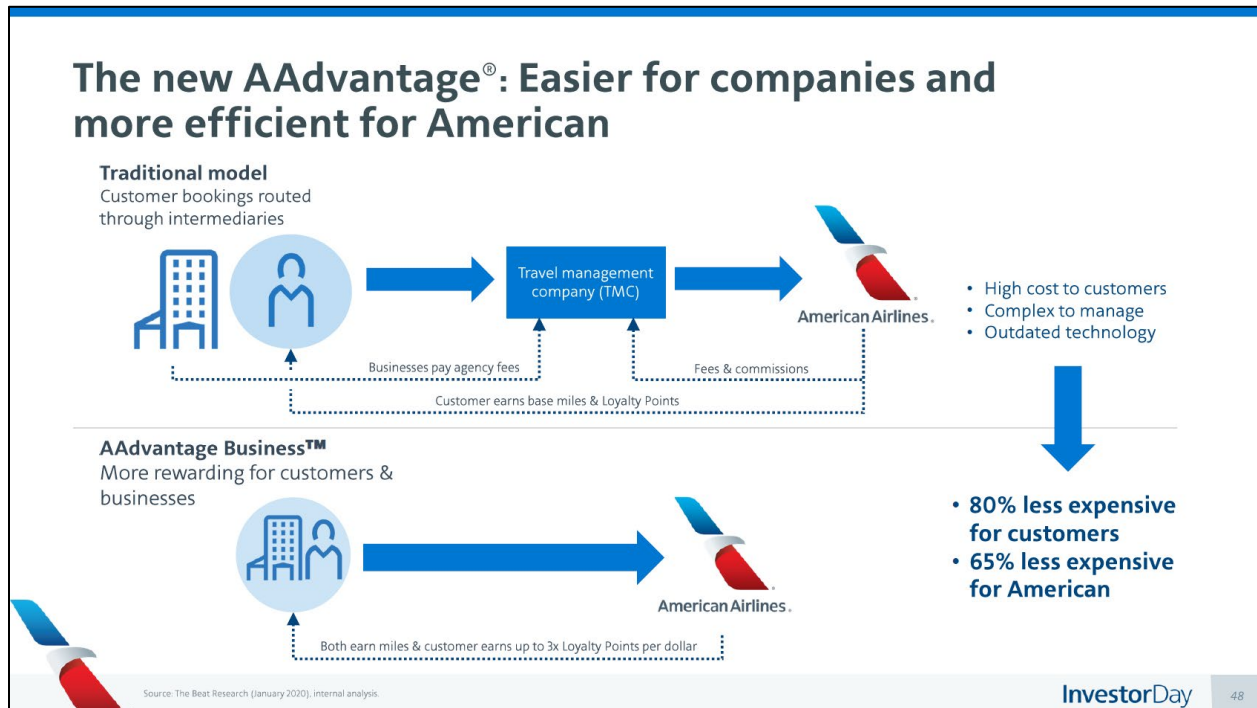 The new AAdvantage®: Easier for companies and
more efficient for American
Traditional model
Customer bookings routed
through intermediaries
Travel management
company (TMC)
American Airlines
• High cost to customers
• Complex to manage
• Outdated technology
Businesses pay agency fees
Fees & commissions
Customer earns base miles & Loyalty Points
AAdvantage Business™
More rewarding for customers &
businesses
American Airlines
• 80% less expensive
for customers
• 65% less expensive
for American
Both earn miles & customer earns up to 3x Loyalty Points per dollar
Source: The Beat Research (January 2020), internal analysis.
InvestorDay
48